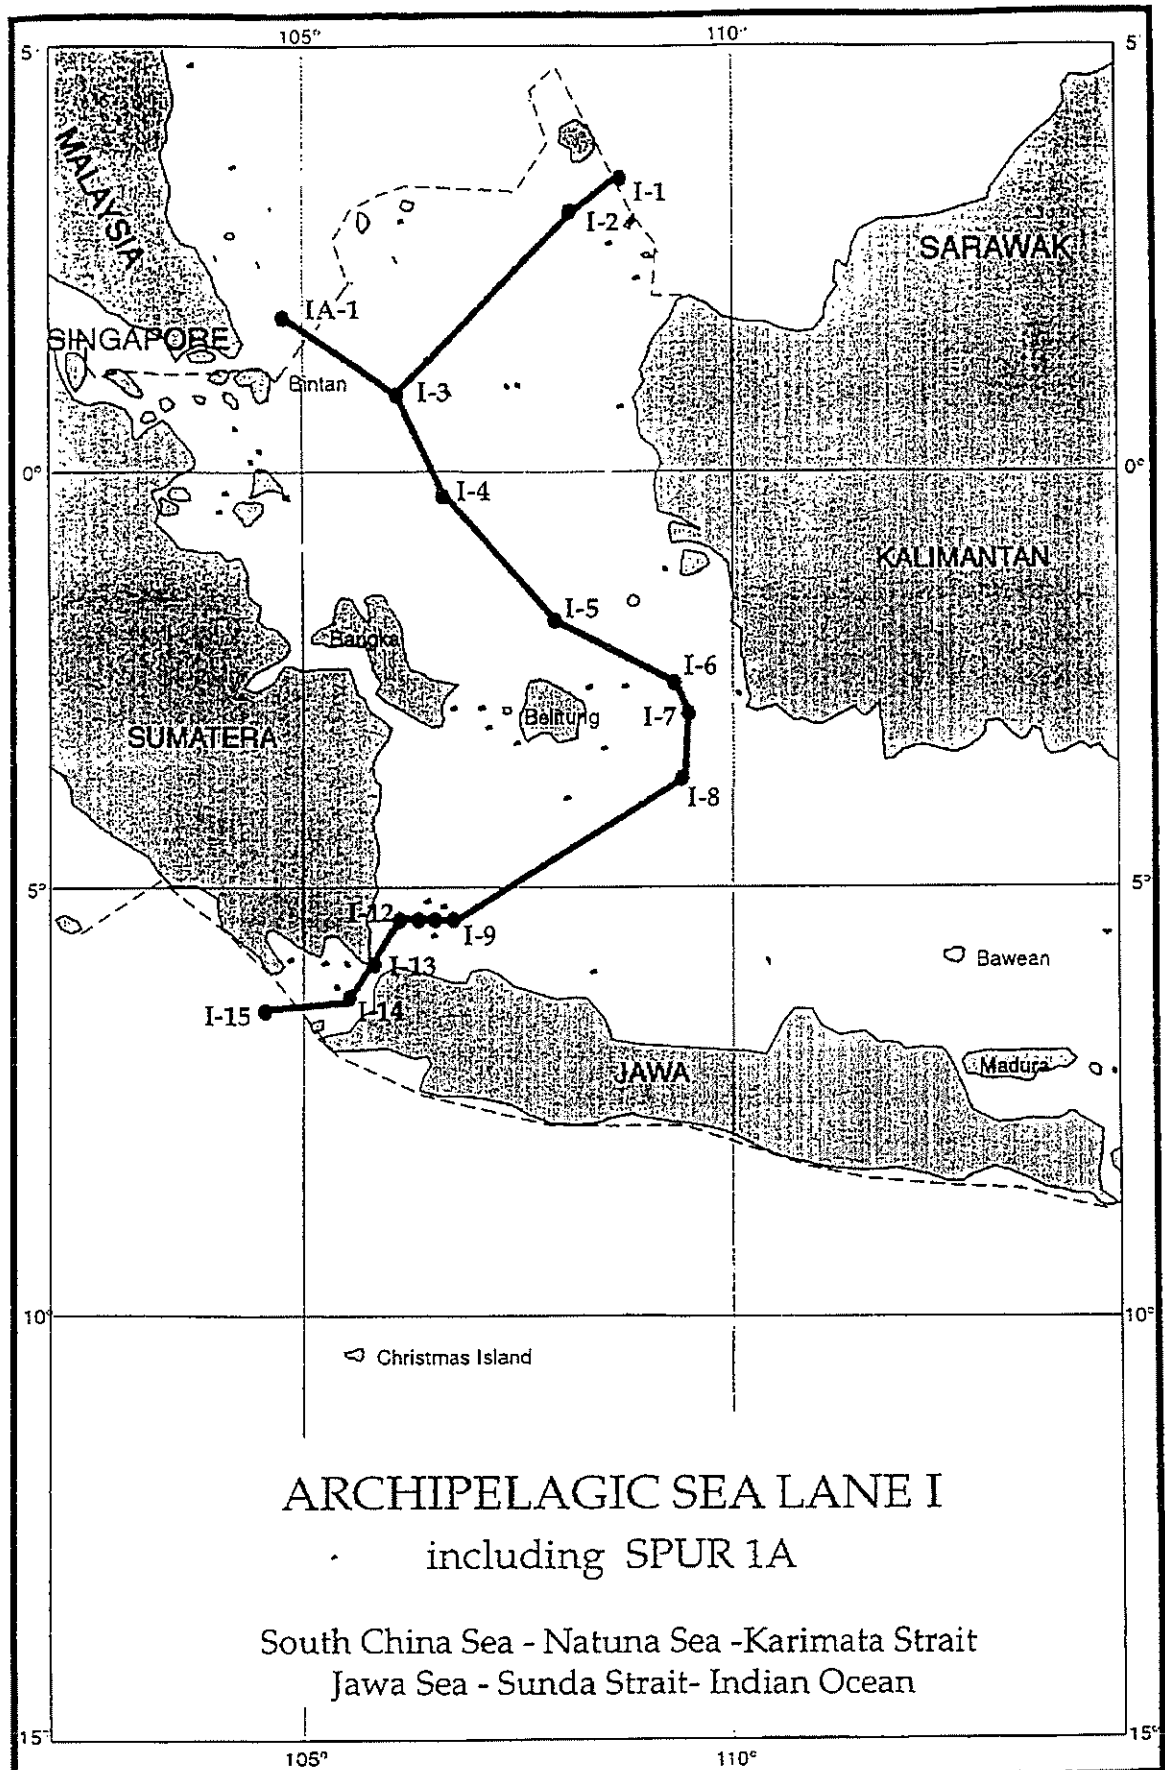 105° 110°
5° 5°
MALAYSIA
I-1
I-2
SARAWAK
IA-1
SINGAPORE
Bintan
I-3
0° 0°
I-4
KALIMANTAN
I-5
Bangka
I-6
Belitung
I-7
SUMATERA
I-8
5° 5°
I-12
I-9
Bawean
I-13
I-14
I-15
JAWA
Madura
10° 10°
Christmas Island
ARCHIPELAGIC SEA LANE I
including SPUR 1A
South China Sea - Natuna Sea -Karimata Strait
Jawa Sea - Sunda Strait- Indian Ocean
15° 15°
105° 110°